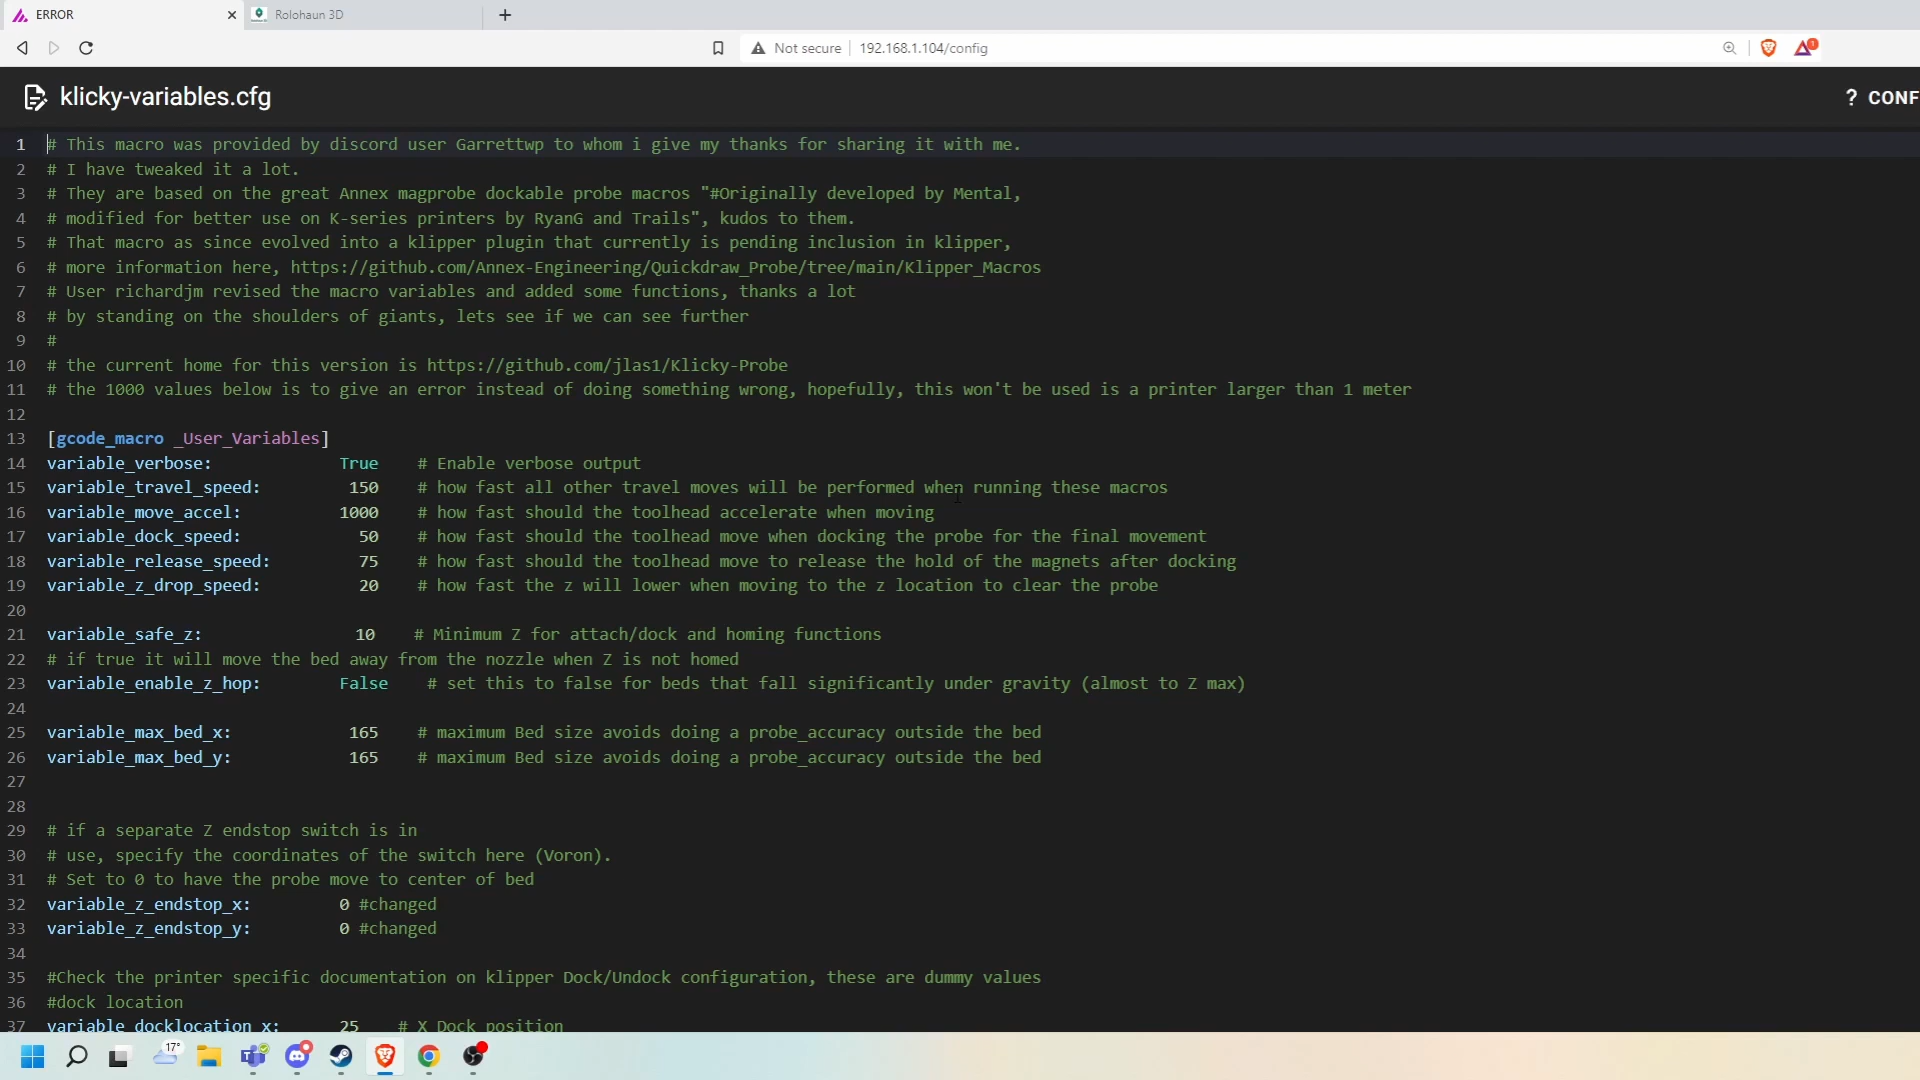 ERROR
Rolohaun 3D
Not secure 192.168.1.104/config
1
klicky-variables.cfg
? CONF
1 # This macro was provided by discord user Garrettwp to whom i give my thanks for sharing it with me.
2 # I have tweaked it a lot.
3 # They are based on the great Annex magprobe dockable probe macros "#Originally developed by Mental,
4 # modified for better use on K-series printers by RyanG and Trails", kudos to them.
5 # That macro as since evolved into a klipper plugin that currently is pending inclusion in klipper,
6 # more information here, https://github.com/Annex-Engineering/Quickdraw_Probe/tree/main/Klipper_Macros
7 # User richardjm revised the macro variables and added some functions, thanks a lot
8 # by standing on the shoulders of giants, lets see if we can see further
9 #
10 # the current home for this version is https://github.com/jlas1/Klicky-Probe
11 # the 1000 values below is to give an error instead of doing something wrong, hopefully, this won't be used is a printer larger than 1 meter
12
13 [gcode_macro _User_Variables]
14 variable_verbose: True # Enable verbose output
15 variable_travel_speed: 150 # how fast all other travel moves will be performed when running these macros
16 variable_move_accel: 1000 # how fast should the toolhead accelerate when moving
17 variable_dock_speed: 50 # how fast should the toolhead move when docking the probe for the final movement
18 variable_release_speed: 75 # how fast should the toolhead move to release the hold of the magnets after docking
19 variable_z_drop_speed: 20 # how fast the z will lower when moving to the z location to clear the probe
20
21 variable_safe_z: 10 # Minimum Z for attach/dock and homing functions
22 # if true it will move the bed away from the nozzle when Z is not homed
23 variable_enable_z_hop: False # set this to false for beds that fall significantly under gravity (almost to Z max)
24
25 variable_max_bed_x: 165 # maximum Bed size avoids doing a probe_accuracy outside the bed
26 variable_max_bed_y: 165 # maximum Bed size avoids doing a probe_accuracy outside the bed
27
28
29 # if a separate Z endstop switch is in
30 # use, specify the coordinates of the switch here (Voron).
31 # Set to 0 to have the probe move to center of bed
32 variable_z_endstop_x: 0 #changed
33 variable_z_endstop_y: 0 #changed
34
35 #Check the printer specific documentation on klipper Dock/Undock configuration, these are dummy values
36 #dock location
37 variable_docklocation_x: 25 # X Dock position
17°